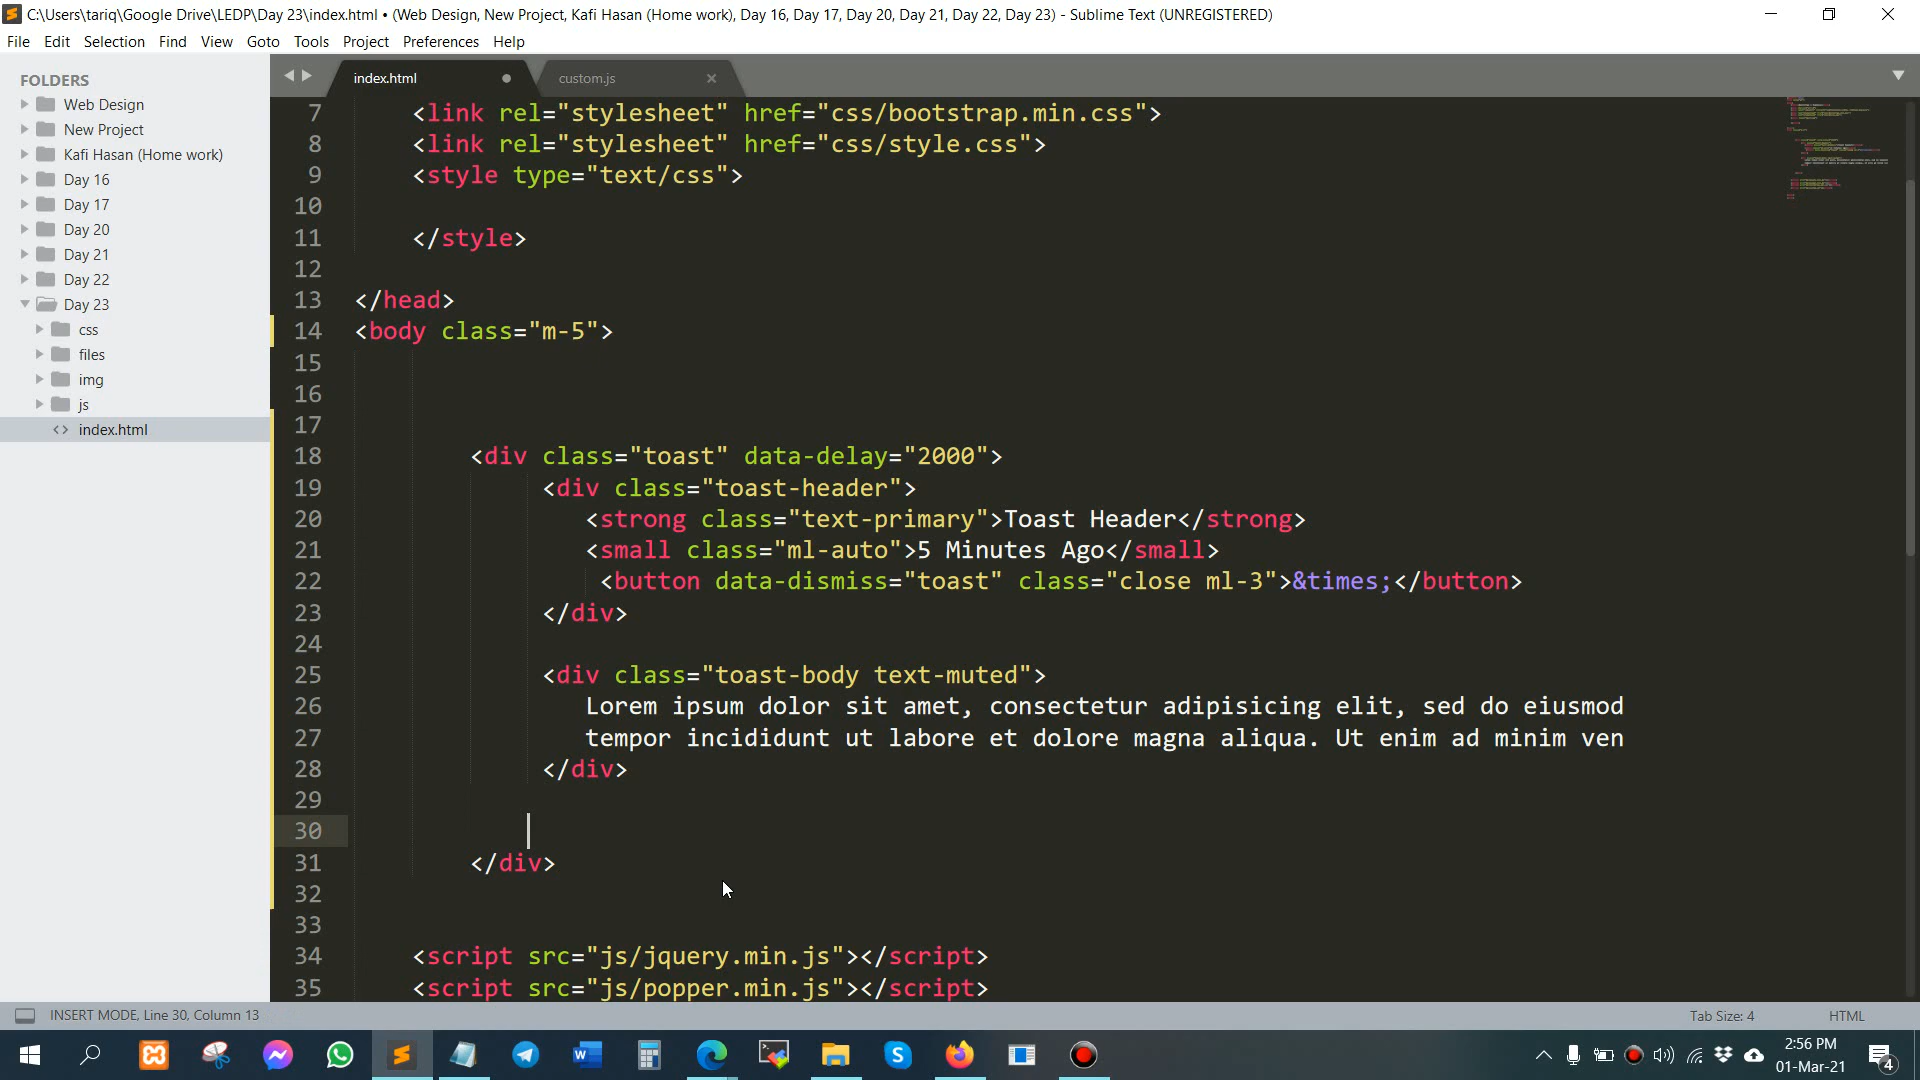 C:\Users\tariq\Google Drive\LEDP\Day 23\index.html • (Web Design, New Project, Kafi Hasan (Home work), Day 16, Day 17, Day 20, Day 21, Day 22, Day 23) - Sublime Text (UNREGISTERED)
File Edit Selection Find View Goto Tools Project Preferences Help
FOLDERS
Web Design
New Project
Kafi Hasan (Home work)
Day 16
Day 17
Day 20
Day 21
Day 22
Day 23
css
files
img
js
<> index.html
index.html
custom.js
7 <link rel="stylesheet" href="css/bootstrap.min.css">
8 <link rel="stylesheet" href="css/style.css">
9 <style type="text/css">
10
11 </style>
12
13 </head>
14 <body class="m-5">
15
16
17
18 <div class="toast" data-delay="2000">
19 <div class="toast-header">
20 <strong class="text-primary">Toast Header</strong>
21 <small class="ml-auto">5 Minutes Ago</small>
22 <button data-dismiss="toast" class="close ml-3">&times;</button>
23 </div>
24
25 <div class="toast-body text-muted">
26 Lorem ipsum dolor sit amet, consectetur adipisicing elit, sed do eiusmod
27 tempor incididunt ut labore et dolore magna aliqua. Ut enim ad minim ven
28 </div>
29
30
31 </div>
32
33
34 <script src="js/jquery.min.js"></script>
35 <script src="js/popper.min.js"></script>
INSERT MODE, Line 30, Column 13
Tab Size: 4
HTML
2:56 PM
01-Mar-21
4